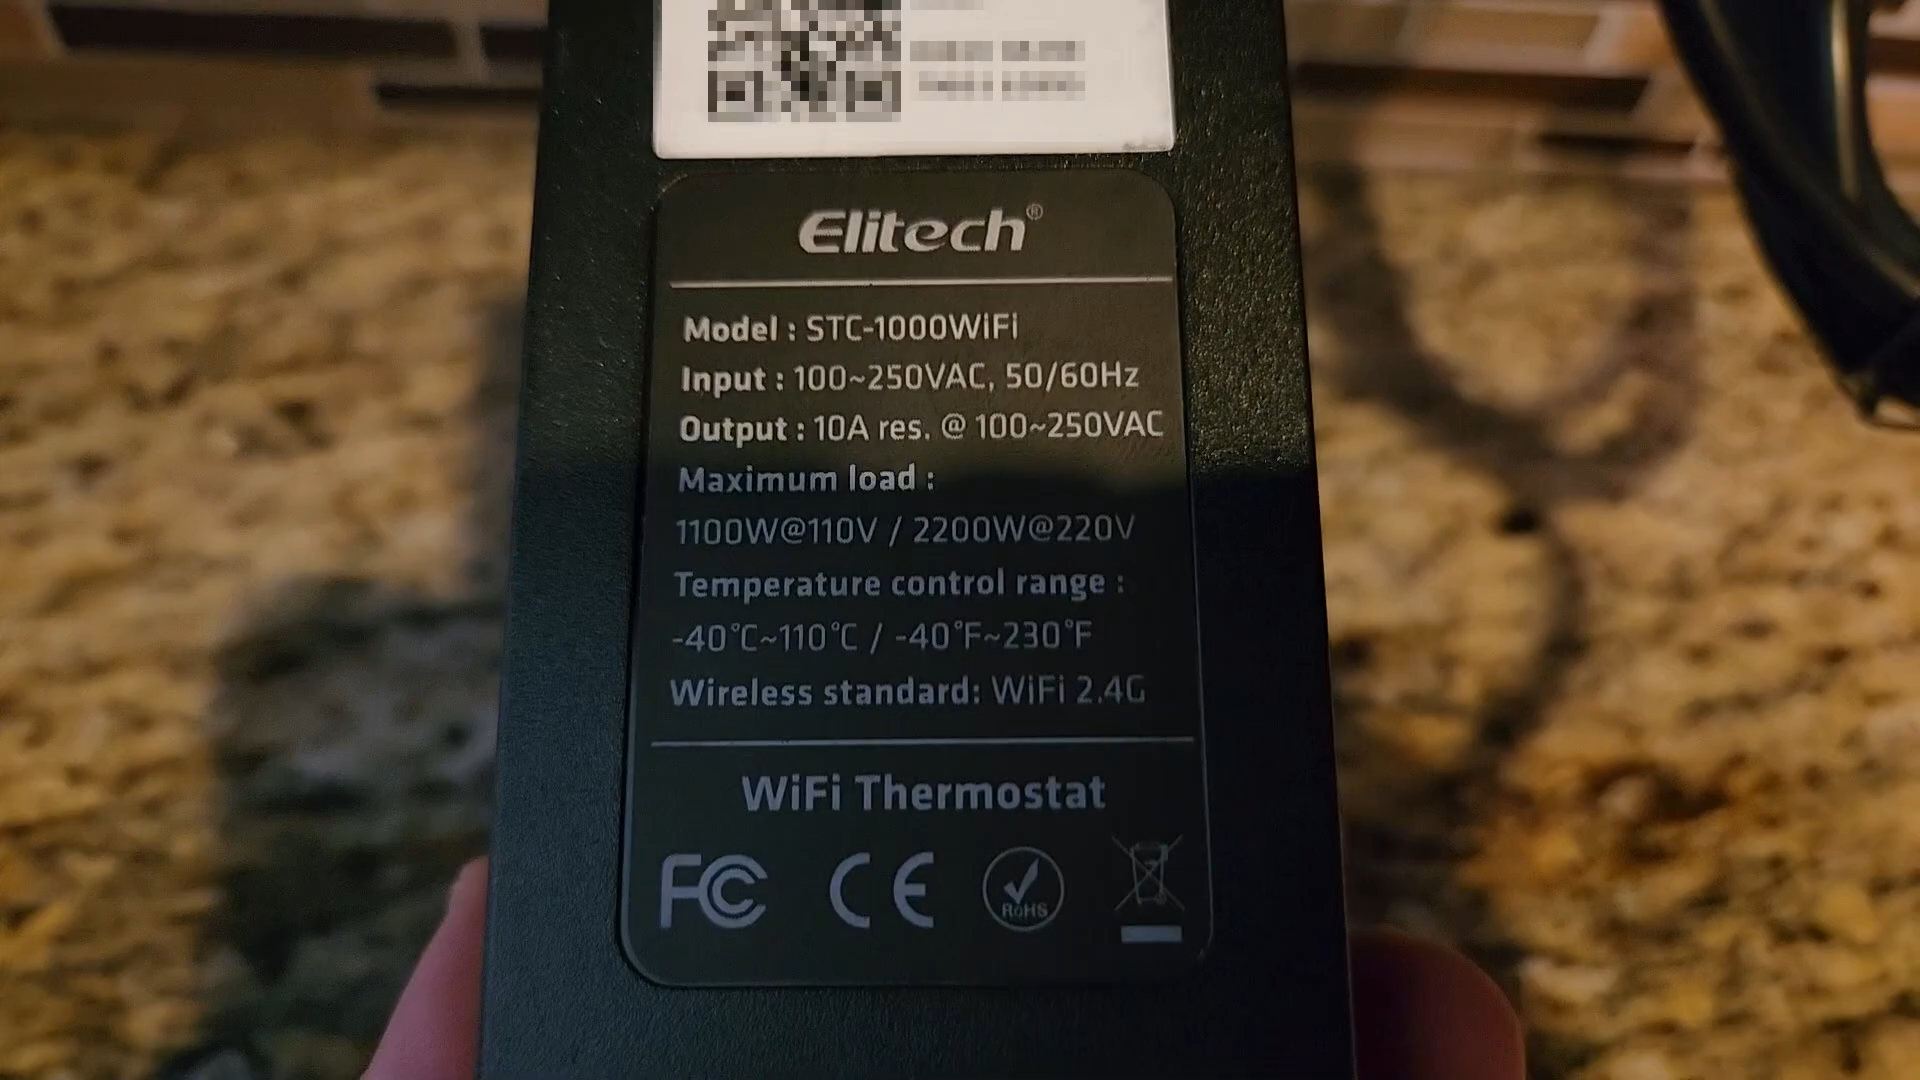 Elitech®
Model : STC-1000WiFi
Input : 100~250VAC, 50/60Hz
Output : 10A res. @ 100~250VAC
Maximum load :
1100W@110V / 2200W@220V
Temperature control range :
-40°C~110°C / -40°F~230°F
Wireless standard: WiFi 2.4G
WiFi Thermostat
FC CE RoHS